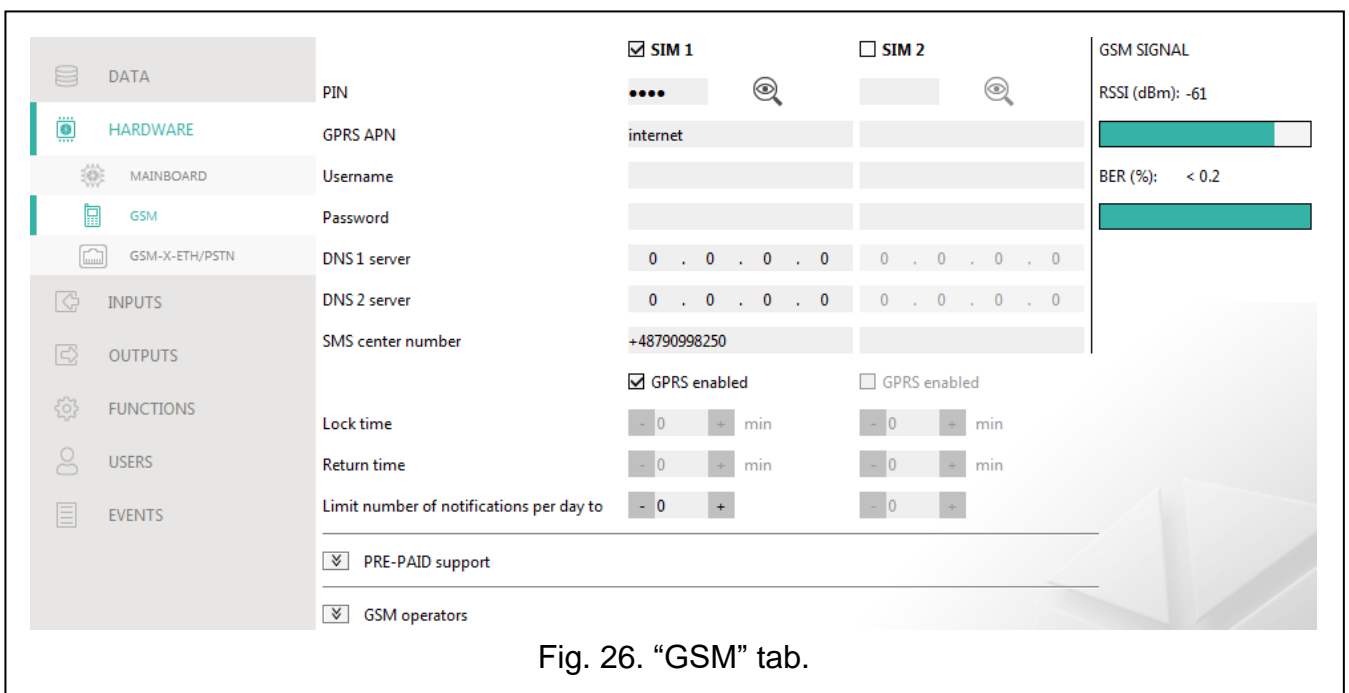 DATA
HARDWARE
MAINBOARD
GSM
GSM-X-ETH/PSTN
INPUTS
OUTPUTS
FUNCTIONS
USERS
EVENTS
SIM 1 SIM 2
PIN ••••
GPRS APN internet
Username
Password
DNS 1 server 0 . 0 . 0 . 0 0 . 0 . 0 . 0
DNS 2 server 0 . 0 . 0 . 0 0 . 0 . 0 . 0
SMS center number +48790998250
GPRS enabled GPRS enabled
Lock time - 0 + min - 0 + min
Return time - 0 + min - 0 + min
Limit number of notifications per day to - 0 + - 0 +
PRE-PAID support
GSM operators
GSM SIGNAL
RSSI (dBm): -61
BER (%): < 0.2
Fig. 26. “GSM” tab.